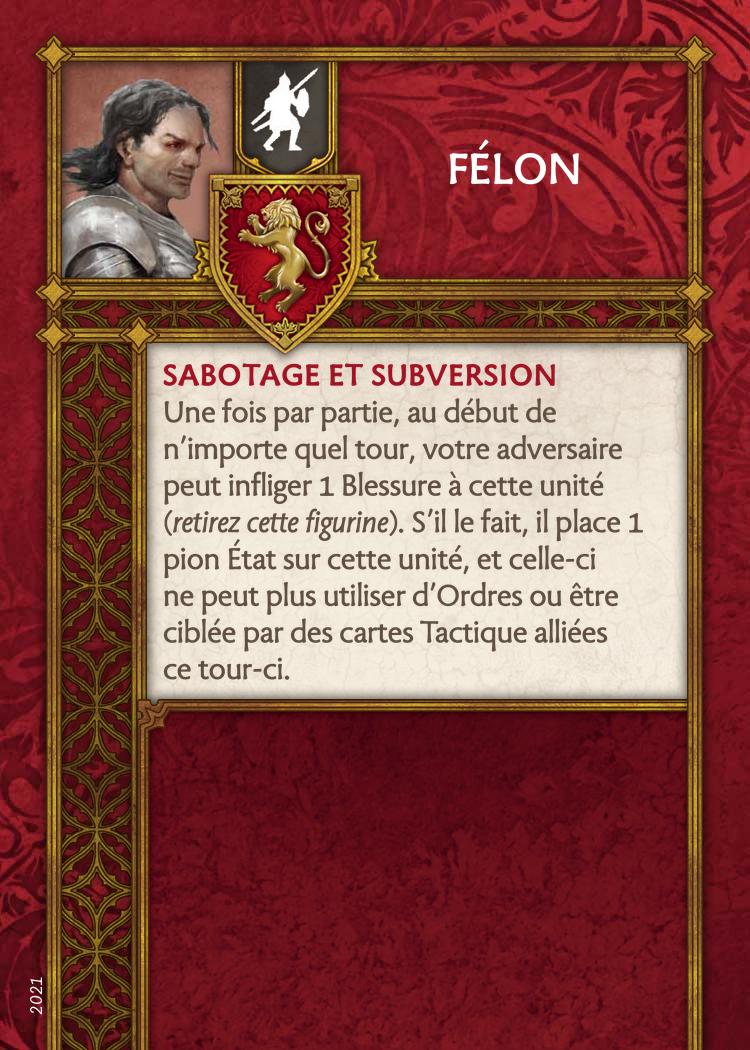 FÉLON
SABOTAGE ET SUBVERSION
Une fois par partie, au début de
n'importe quel tour, votre adversaire
peut infliger 1 Blessure à cette unité
(retirez cette figurine). S'il le fait, il place 1
pion État sur cette unité, et celle-ci
ne peut plus utiliser d'Ordres ou être
ciblée par des cartes Tactique alliées
ce tour-ci.
2021